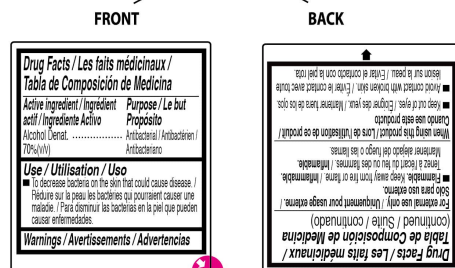 FRONT
Drug Facts / Les faits médicinaux /
Tabla de Composición de Medicina
Active ingredient / Ingrédient
actif / Ingrediente Activo
Alcohol Denat. ..................
70%(v/v)
Purpose / Le but
Propósito
Antibacterial / Antibactérien /
Antibacteriano
Use / Utilisation / Uso
■ To decrease bacteria on the skin that could cause disease. /
Réduire sur la peau les bactéries qui pourraient causer une
maladie. / Para disminuir las bacterias en la piel que pueden
causar enfermedades.
Warnings / Avertissements / Advertencias
BACK
Drug Facts / Les faits médicinaux /
Tabla de Composición de Medicina
(continued / Suite / continuado)
For external use only. / Uniquement pour usage externe. /
Solo para uso externo.
■ Flammable. Keep away from fire or flame. / Inflammable.
Tenez à l'écart du feu ou des flammes. / Inflamable.
Mantener alejado del fuego o las llamas.
When using this product / Lors de l'utilisation de ce produit /
Cuando use este producto
■ Keep out of eyes. / Éloigner des yeux. / Mantener fuera de los ojos.
■ Avoid contact with broken skin. / Éviter le contact avec toute
lésion sur la peau / Evitar el contacto con la piel rota.